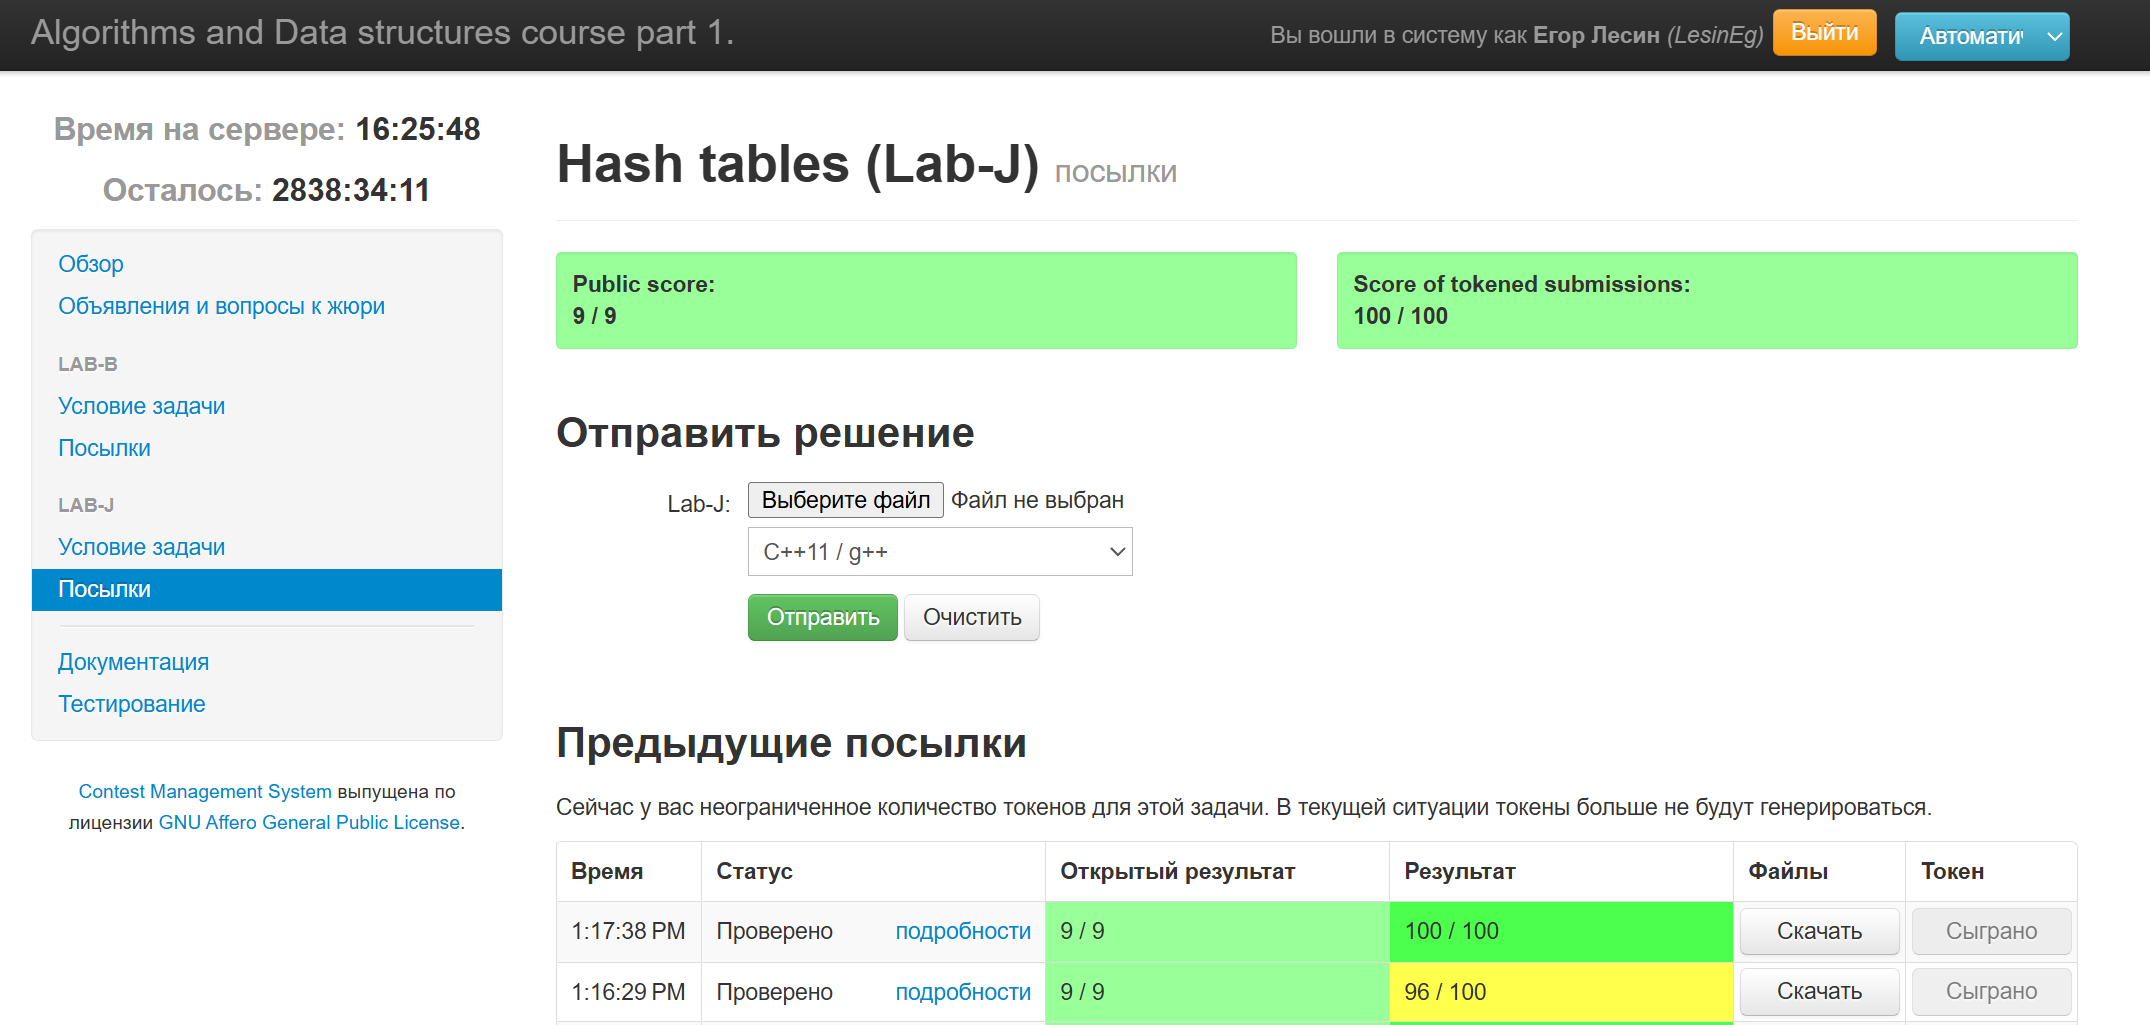 Algorithms and Data structures course part 1.
Вы вошли в систему как Егор Лесин (LesinEg) Выйти Автомати
Время на сервере: 16:25:48
Осталось: 2838:34:11
Обзор
Объявления и вопросы к жюри
LAB-B
Условие задачи
Посылки
LAB-J
Условие задачи
Посылки
Документация
Тестирование
Contest Management System выпущена по
лицензии GNU Affero General Public License.
Hash tables (Lab-J) посылки
Public score:
9 / 9
Score of tokened submissions:
100 / 100
Отправить решение
Lab-J: Выберите файл Файл не выбран
C++11 / g++
Отправить Очистить
Предыдущие посылки
Сейчас у вас неограниченное количество токенов для этой задачи. В текущей ситуации токены больше не будут генерироваться.
Время Статус Открытый результат Результат Файлы Токен
1:17:38 PM Проверено подробности 9 / 9 100 / 100 Скачать Сыграно
1:16:29 PM Проверено подробности 9 / 9 96 / 100 Скачать Сыграно